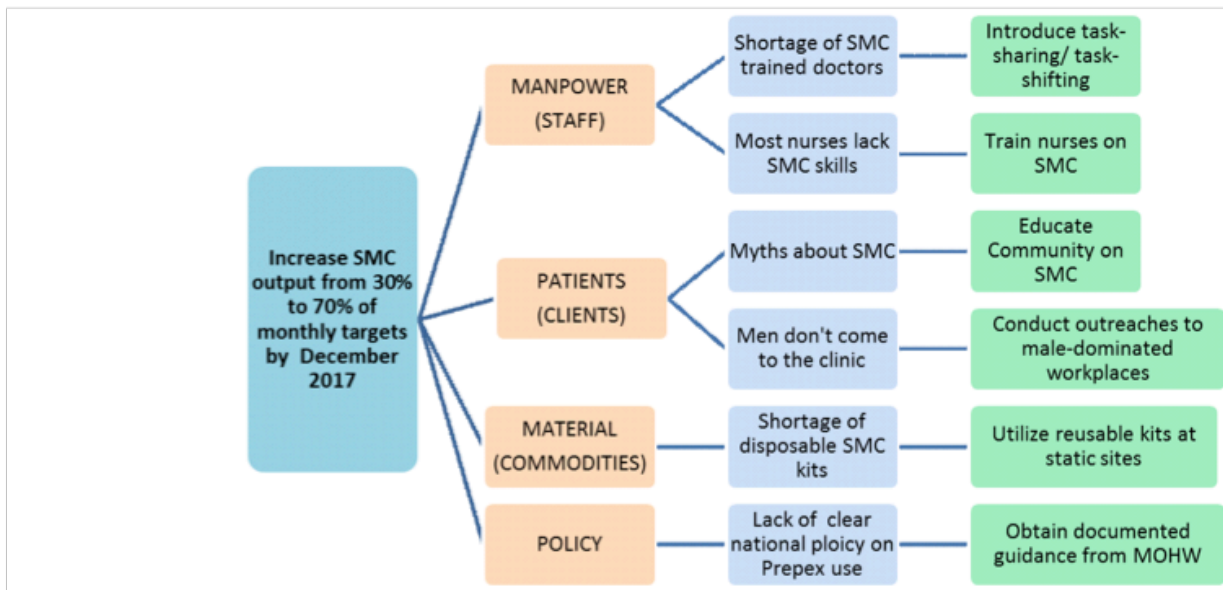 Increase SMC
output from 30%
to 70% of
monthly targets
by December
2017
MANPOWER
(STAFF)
Shortage of SMC
trained doctors
Introduce task-
sharing/ task-
shifting
Most nurses lack
SMC skills
Train nurses on
SMC
PATIENTS
(CLIENTS)
Myths about SMC
Educate
Community on
SMC
Men don't come
to the clinic
Conduct outreaches to
male-dominated
workplaces
MATERIAL
(COMMODITIES)
Shortage of
disposable SMC
kits
Utilize reusable kits at
static sites
POLICY
Lack of clear
national ploicy on
Prepex use
Obtain documented
guidance from MOHW